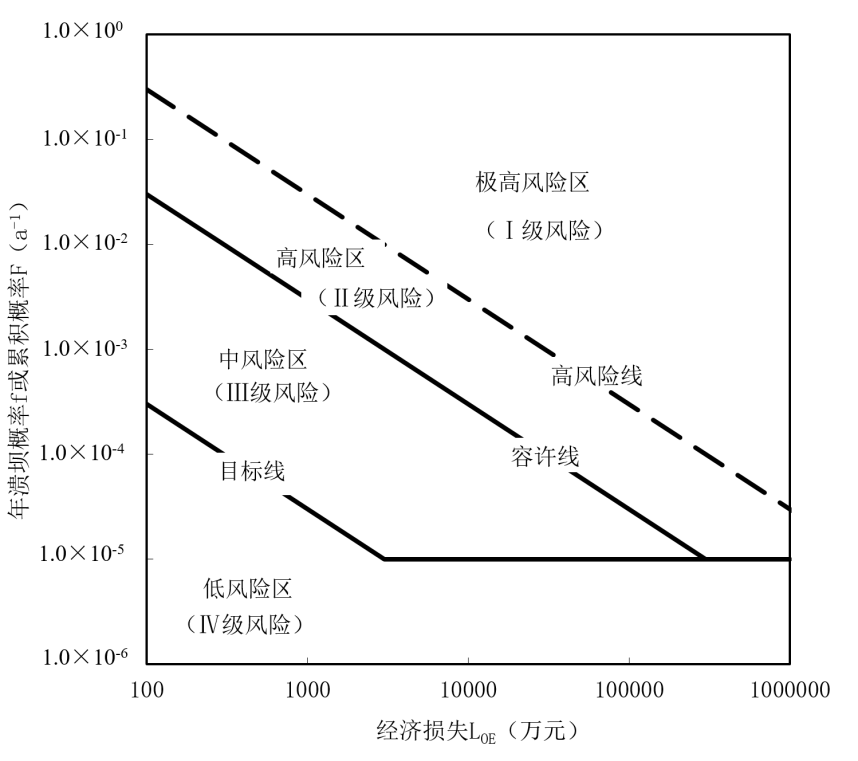 1.0×10⁰
1.0×10⁻¹
1.0×10⁻²
1.0×10⁻³
1.0×10⁻⁴
1.0×10⁻⁵
1.0×10⁻⁶
年溃坝概率f或累积概率F（a⁻¹）
极高风险区
（Ⅰ级风险）
高风险区
（Ⅱ级风险）
中风险区
（Ⅲ级风险）
高风险线
容许线
目标线
低风险区
（Ⅳ级风险）
100 1000 10000 100000 1000000
经济损失L_OE（万元）